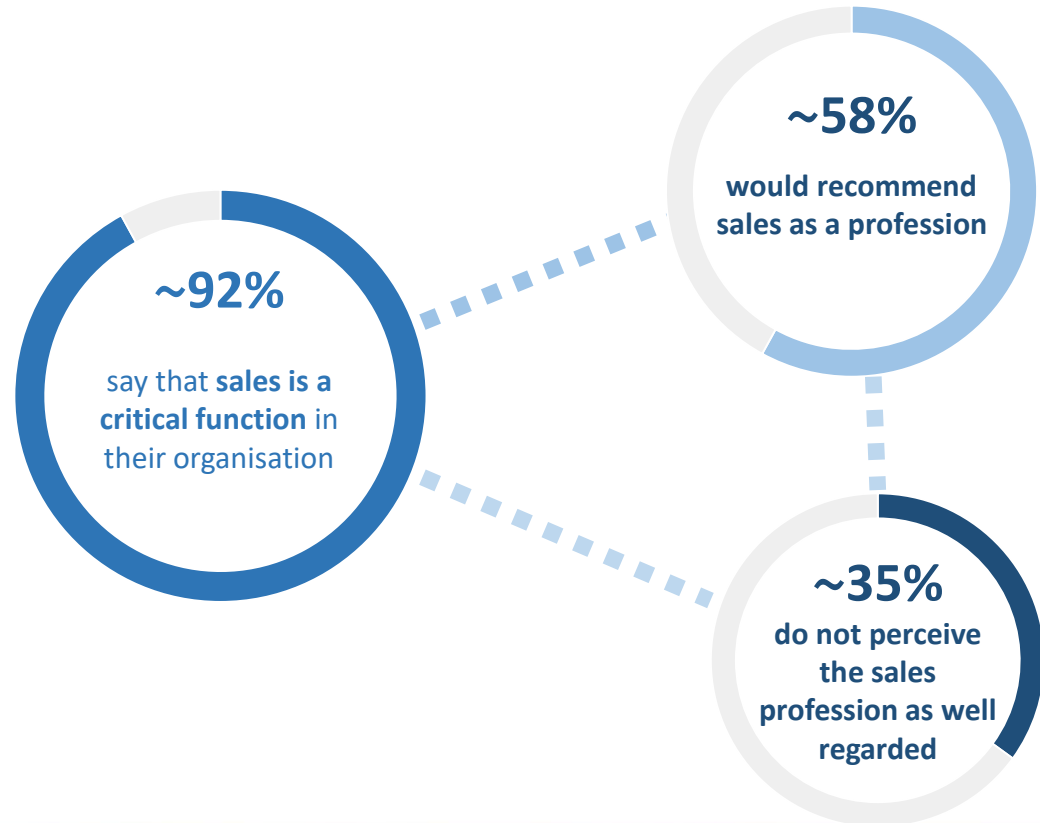 ~92%
say that sales is a
critical function in
their organisation
~58%
would recommend
sales as a profession
~35%
do not perceive
the sales
profession as well
regarded